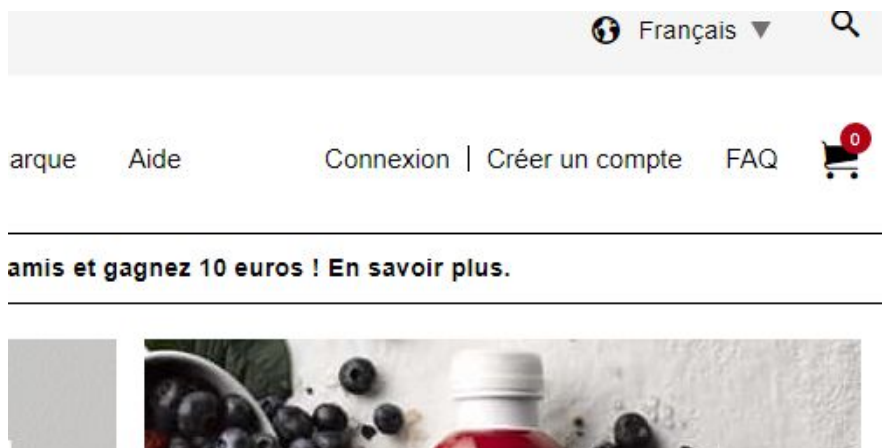 Français ▼
arque Aide Connexion | Créer un compte FAQ 0
amis et gagnez 10 euros ! En savoir plus.